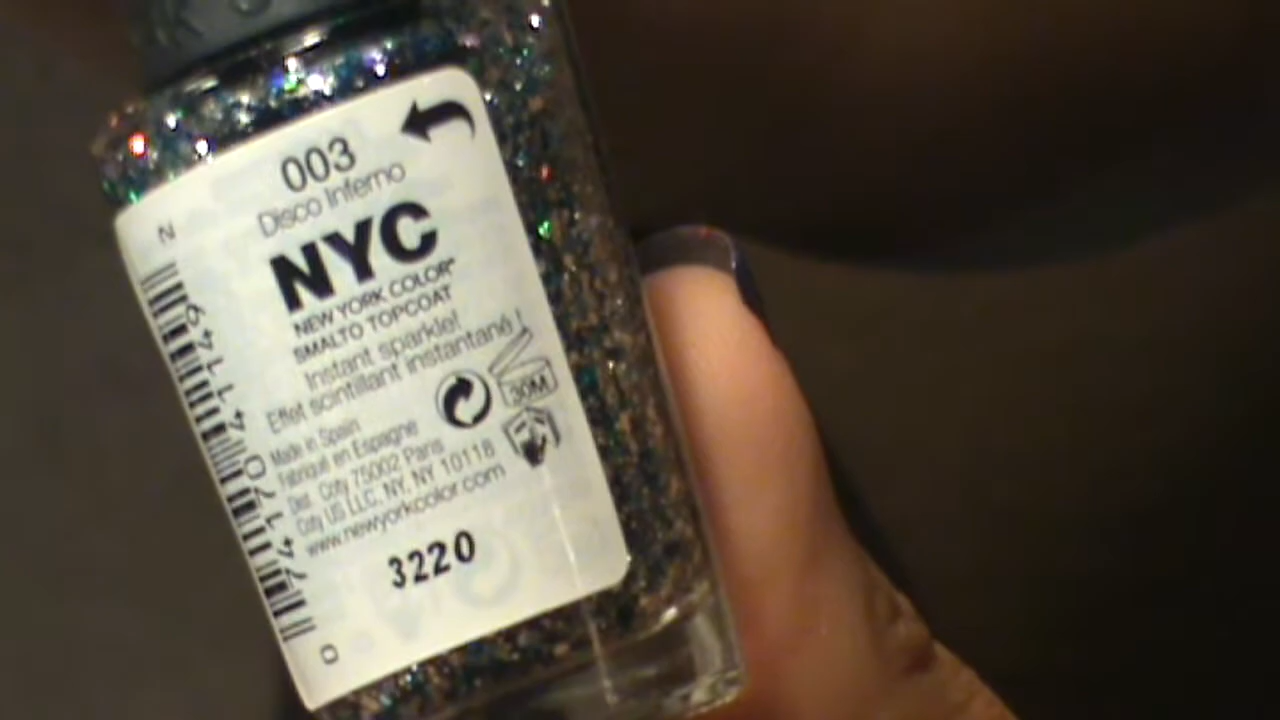 003
Disco Inferno
NYC
NEW YORK COLOR®
SMALTO TOPCOAT
Instant sparkle!
Effet scintillant instantané !
30M
Made in Spain
Fabriqué en Espagne
Dist. Coty 75002 Paris
Coty US LLC, NY, NY 10118
www.newyorkcolor.com
3220